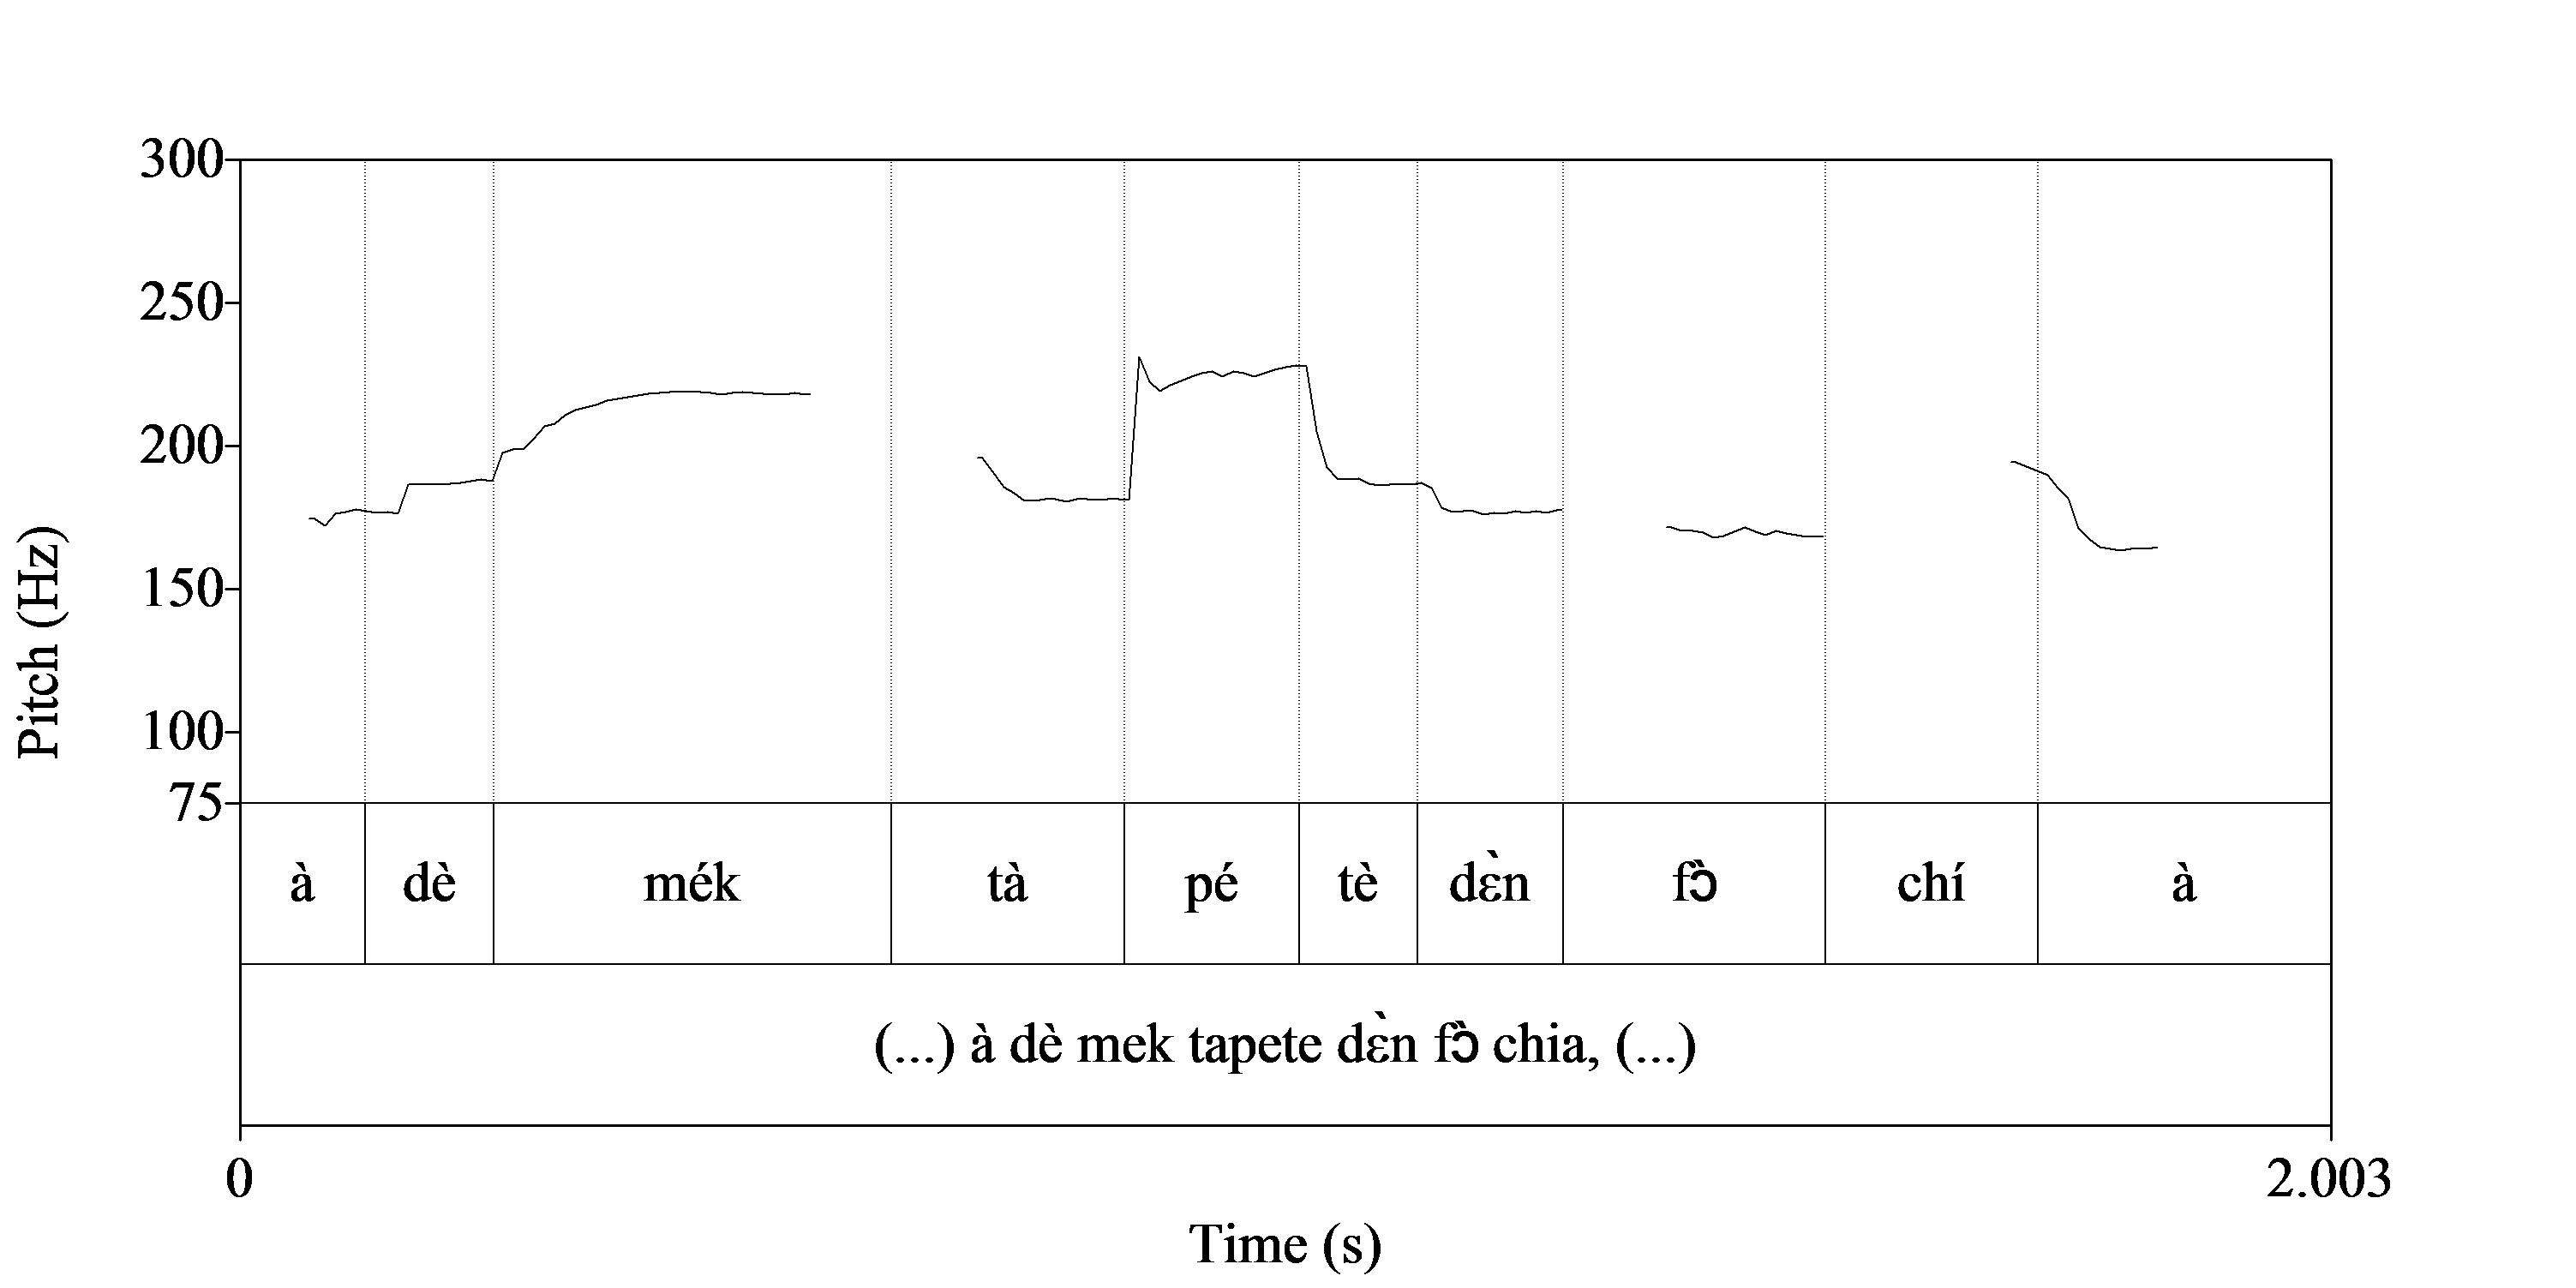 300
250
200
150
100
75
Pitch (Hz)
à dè mék tà pé tè dɛ̀n fɔ̀ chí à
(...) à dè mek tapete dɛ̀n fɔ̀ chia, (...)
0 2.003
Time (s)